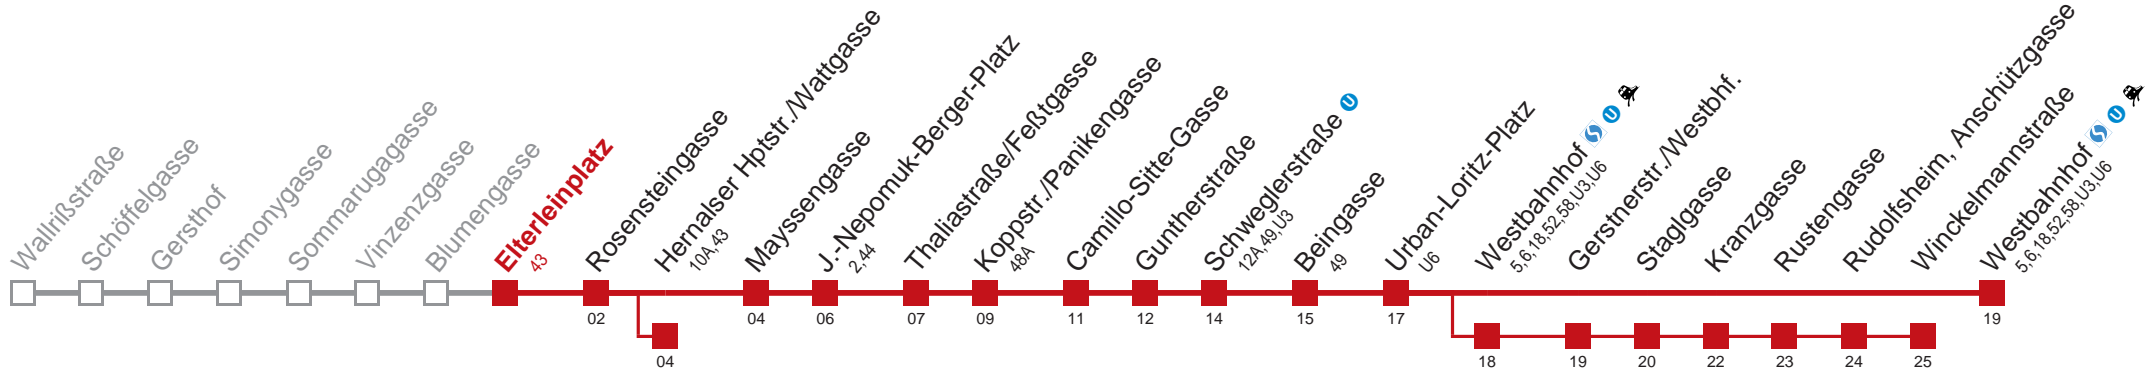 Wallrißstraße
Schöffelgasse
Gersthof
Simonygasse
Sommarugagasse
Vinzenzgasse
Blumengasse
Elterleinplatz
43
Rosensteingasse
Hernalser Hptstr./Wattgasse
10A,43
Mayssengasse
J.-Nepomuk-Berger-Platz
2,44
Thaliastraße/Feßtgasse
Koppstr./Panikengasse
48A
Camillo-Sitte-Gasse
Guntherstraße
Schweglerstraße U
12A,49,U3
Beingasse
49
Urban-Loritz-Platz
U6
Westbahnhof S U
5,6,18,52,58,U3,U6
Gerstnerstr./Westbhf.
Staglgasse
Kranzgasse
Rustengasse
Rudolfsheim, Anschützgasse
Winckelmannstraße
Westbahnhof S U
5,6,18,52,58,U3,U6
02 04 06 07 09 11 12 14 15 17 19
04 18 19 20 22 23 24 25